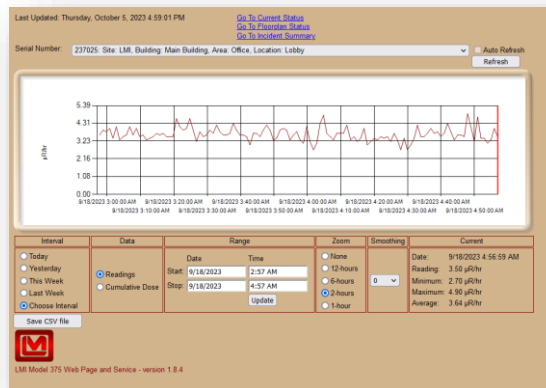 Last Updated: Thursday, October 5, 2023 4:59:01 PM
Go To Current Status
Go To Floorplan Status
Go To Incident Summary
Serial Number: 237025: Site: LMI, Building: Main Building, Area: Office, Location: Lobby
Auto Refresh
Refresh
5.39
4.31
3.23
2.16
1.08
0.00
µR/hr
9/18/2023 3:00:00 AM 9/18/2023 3:20:00 AM 9/18/2023 3:40:00 AM 9/18/2023 4:00:00 AM 9/18/2023 4:20:00 AM 9/18/2023 4:40:00 AM
9/18/2023 3:10:00 AM 9/18/2023 3:30:00 AM 9/18/2023 3:50:00 AM 9/18/2023 4:10:00 AM 9/18/2023 4:30:00 AM 9/18/2023 4:50:00 AM
Interval Data Range Zoom Smoothing Current
Today
Yesterday
This Week
Last Week
Choose Interval
Readings
Cumulative Dose
Date Time
Start: 9/18/2023 2:57 AM
Stop: 9/18/2023 4:57 AM
Update
None
12-hours
6-hours
2-hours
1-hour
0
Date: 9/18/2023 4:56:59 AM
Reading: 3.50 µR/hr
Minimum: 2.70 µR/hr
Maximum: 4.90 µR/hr
Average: 3.64 µR/hr
Save CSV file
LMI Model 375 Web Page and Service - version 1.8.4